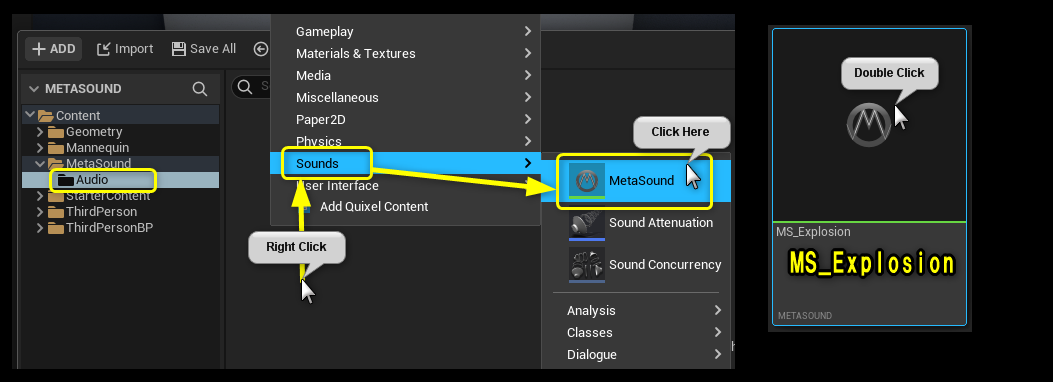 ADD
Import
Save All
METASOUND
Content
Geometry
Mannequin
MetaSound
Audio
StarterContent
ThirdPerson
ThirdPersonBP
Gameplay
Materials & Textures
Media
Miscellaneous
Paper2D
Physics
Sounds
User Interface
Add Quixel Content
Right Click
Click Here
MetaSound
Sound Attenuation
Sound Concurrency
Analysis
Classes
Dialogue
Double Click
MS_Explosion
MS_Explosion
METASOUND